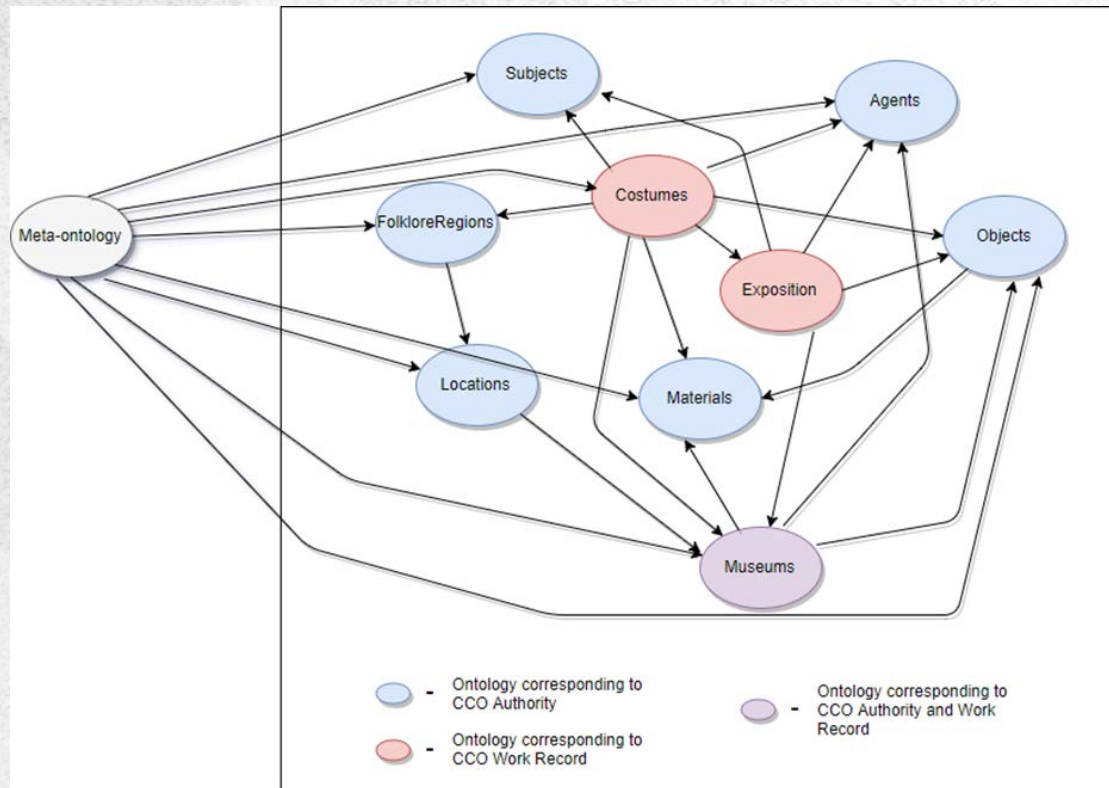 Subjects
Agents
Costumes
FolkloreRegions
Meta-ontology
Objects
Exposition
Locations
Materials
Museums
- Ontology corresponding to
CCO Authority
- Ontology corresponding to
CCO Work Record
- Ontology corresponding to
CCO Authority and Work
Record